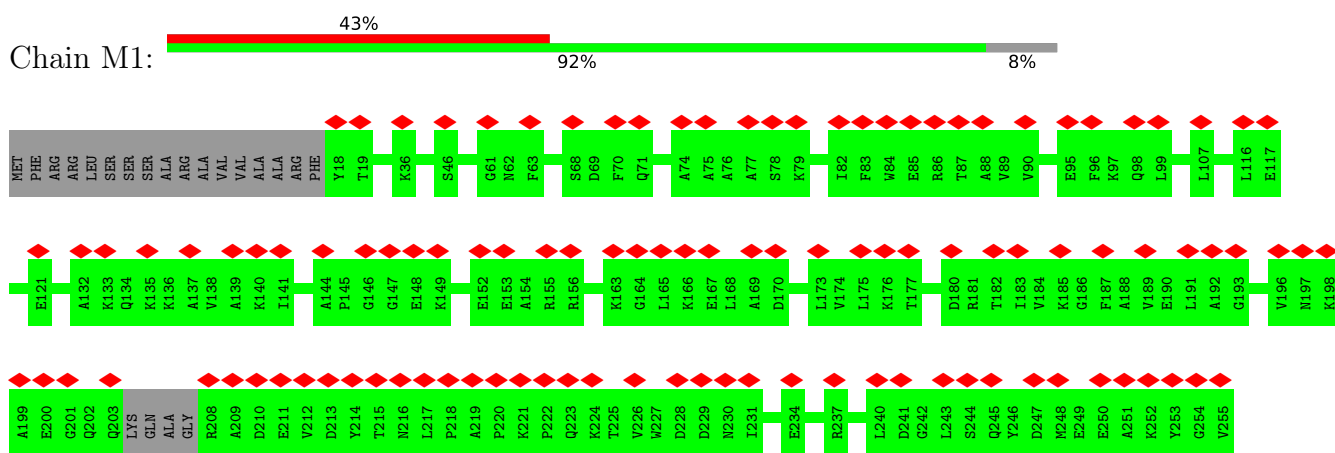 43%
Chain M1:
92% 8%
MET PHE ARG ARG LEU SER SER SER ALA ARG ALA VAL VAL ALA ALA ARG PHE Y18 T19 K36 S46 G61 N62 F63 S68 D69 F70 Q71 A74 A75 A76 A77 S78 K79 I82 F83 W84 E85 R86 T87 A88 V89 V90 E95 F96 K97 Q98 L99 L107 L116 E117
E121 A132 K133 Q134 K135 K136 A137 V138 A139 K140 I141 A144 P145 G146 G147 E148 K149 E152 E153 A154 R155 R156 K163 G164 L165 K166 E167 L168 A169 D170 L173 V174 L175 K176 T177 D180 R181 T182 I183 V184 K185 G186 F187 A188 V189 E190 L191 A192 G193 V196 N197 K198
A199 E200 G201 Q202 Q203 LYS GLN ALA GLY R208 A209 D210 E211 V212 D213 Y214 T215 N216 L217 P218 A219 P220 K221 P222 Q223 K224 T225 V226 W227 D228 D229 N230 I231 E234 R237 L240 D241 G242 L243 S244 Q245 Y246 D247 M248 E249 E250 A251 K252 Y253 G254 V255